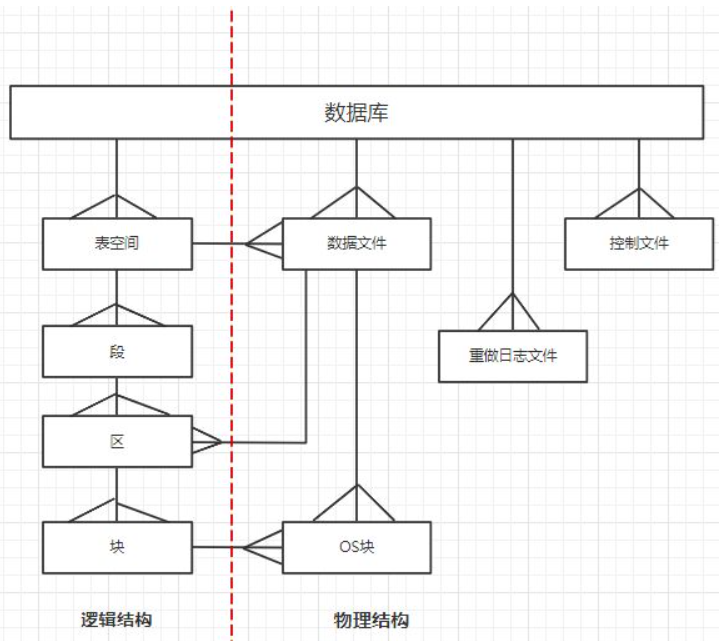 数据库
表空间
数据文件
控制文件
段
重做日志文件
区
块
OS块
逻辑结构
物理结构